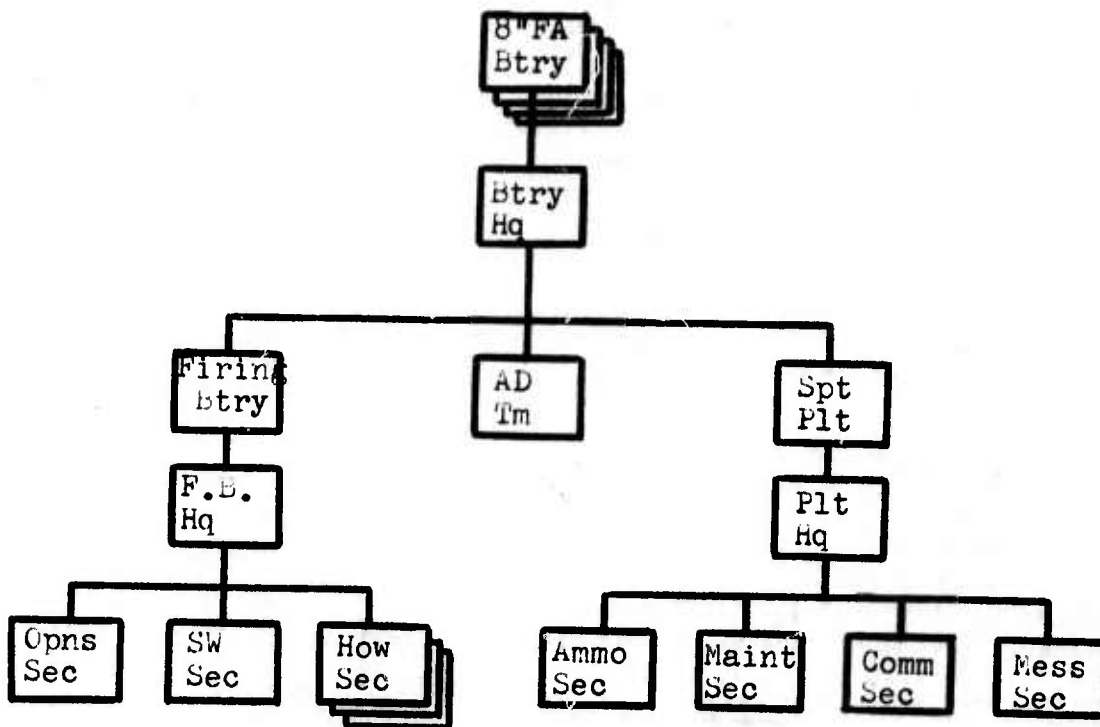 8"FA
Btry
Btry
Hq
Firing
Btry
AD
Tm
Spt
Plt
F.B.
Hq
Plt
Hq
Opns
Sec
SW
Sec
How
Sec
Ammo
Sec
Maint
Sec
Comm
Sec
Mess
Sec